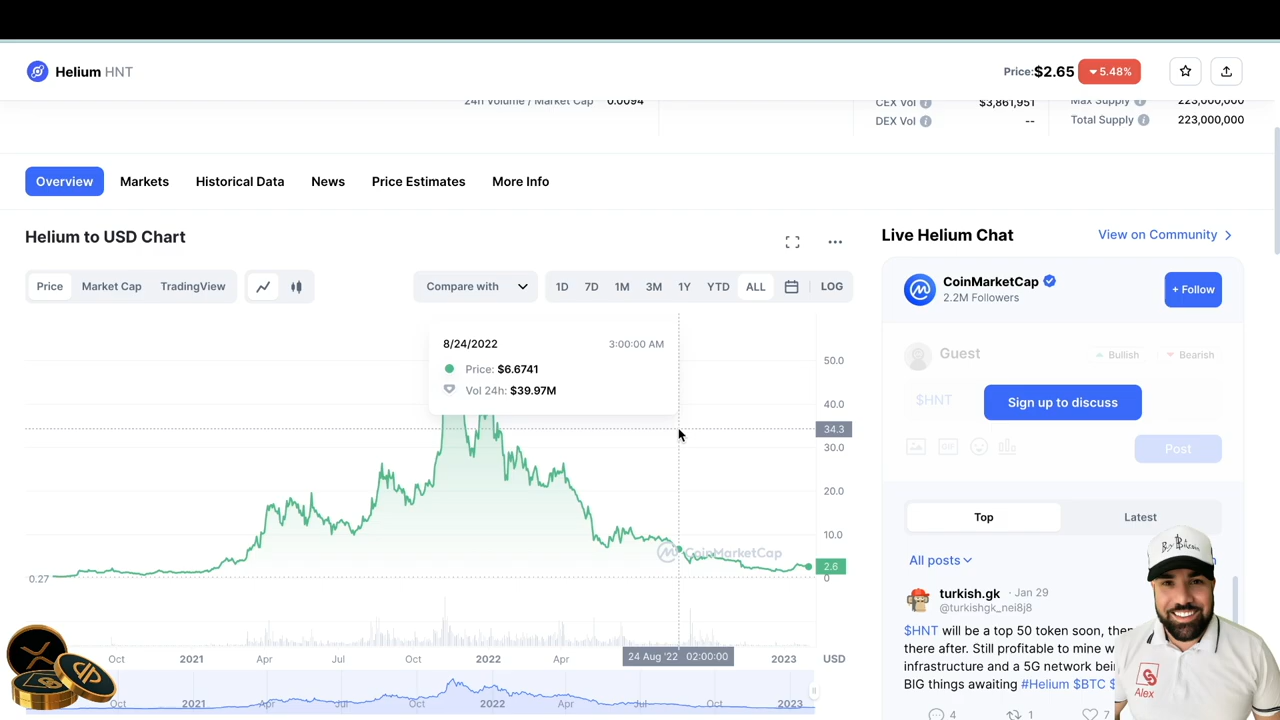 Helium HNT
Price:$2.65 5.48%
24h Volume / Market Cap 0.0094
CEX Vol $3,861,951
DEX Vol --
Max Supply 223,000,000
Total Supply 223,000,000
Overview Markets Historical Data News Price Estimates More Info
Helium to USD Chart
Price Market Cap TradingView
Compare with
1D 7D 1M 3M 1Y YTD ALL LOG
8/24/2022 3:00:00 AM
Price: $6.6741
Vol 24h: $39.97M
50.0
40.0
34.3
30.0
20.0
10.0
2.6
0
0.27
CoinMarketCap
Oct 2021 Apr Jul Oct 2022 Apr 24 Aug '22 02:00:00 2023 USD
Oct 2021 Apr Jul Oct 2022 Apr Jul Oct 2023
Live Helium Chat
View on Community
CoinMarketCap
2.2M Followers
+ Follow
Guest
Bullish Bearish
$HNT
Sign up to discuss
GIF
Post
Top Latest
All posts
turkish.gk · Jan 29
@turkishgk_nei8j8
$HNT will be a top 50 token soon,
there after. Still profitable to mine
infrastructure and a 5G network
BIG things awaiting #Helium $BTC
4 1 7
Alex